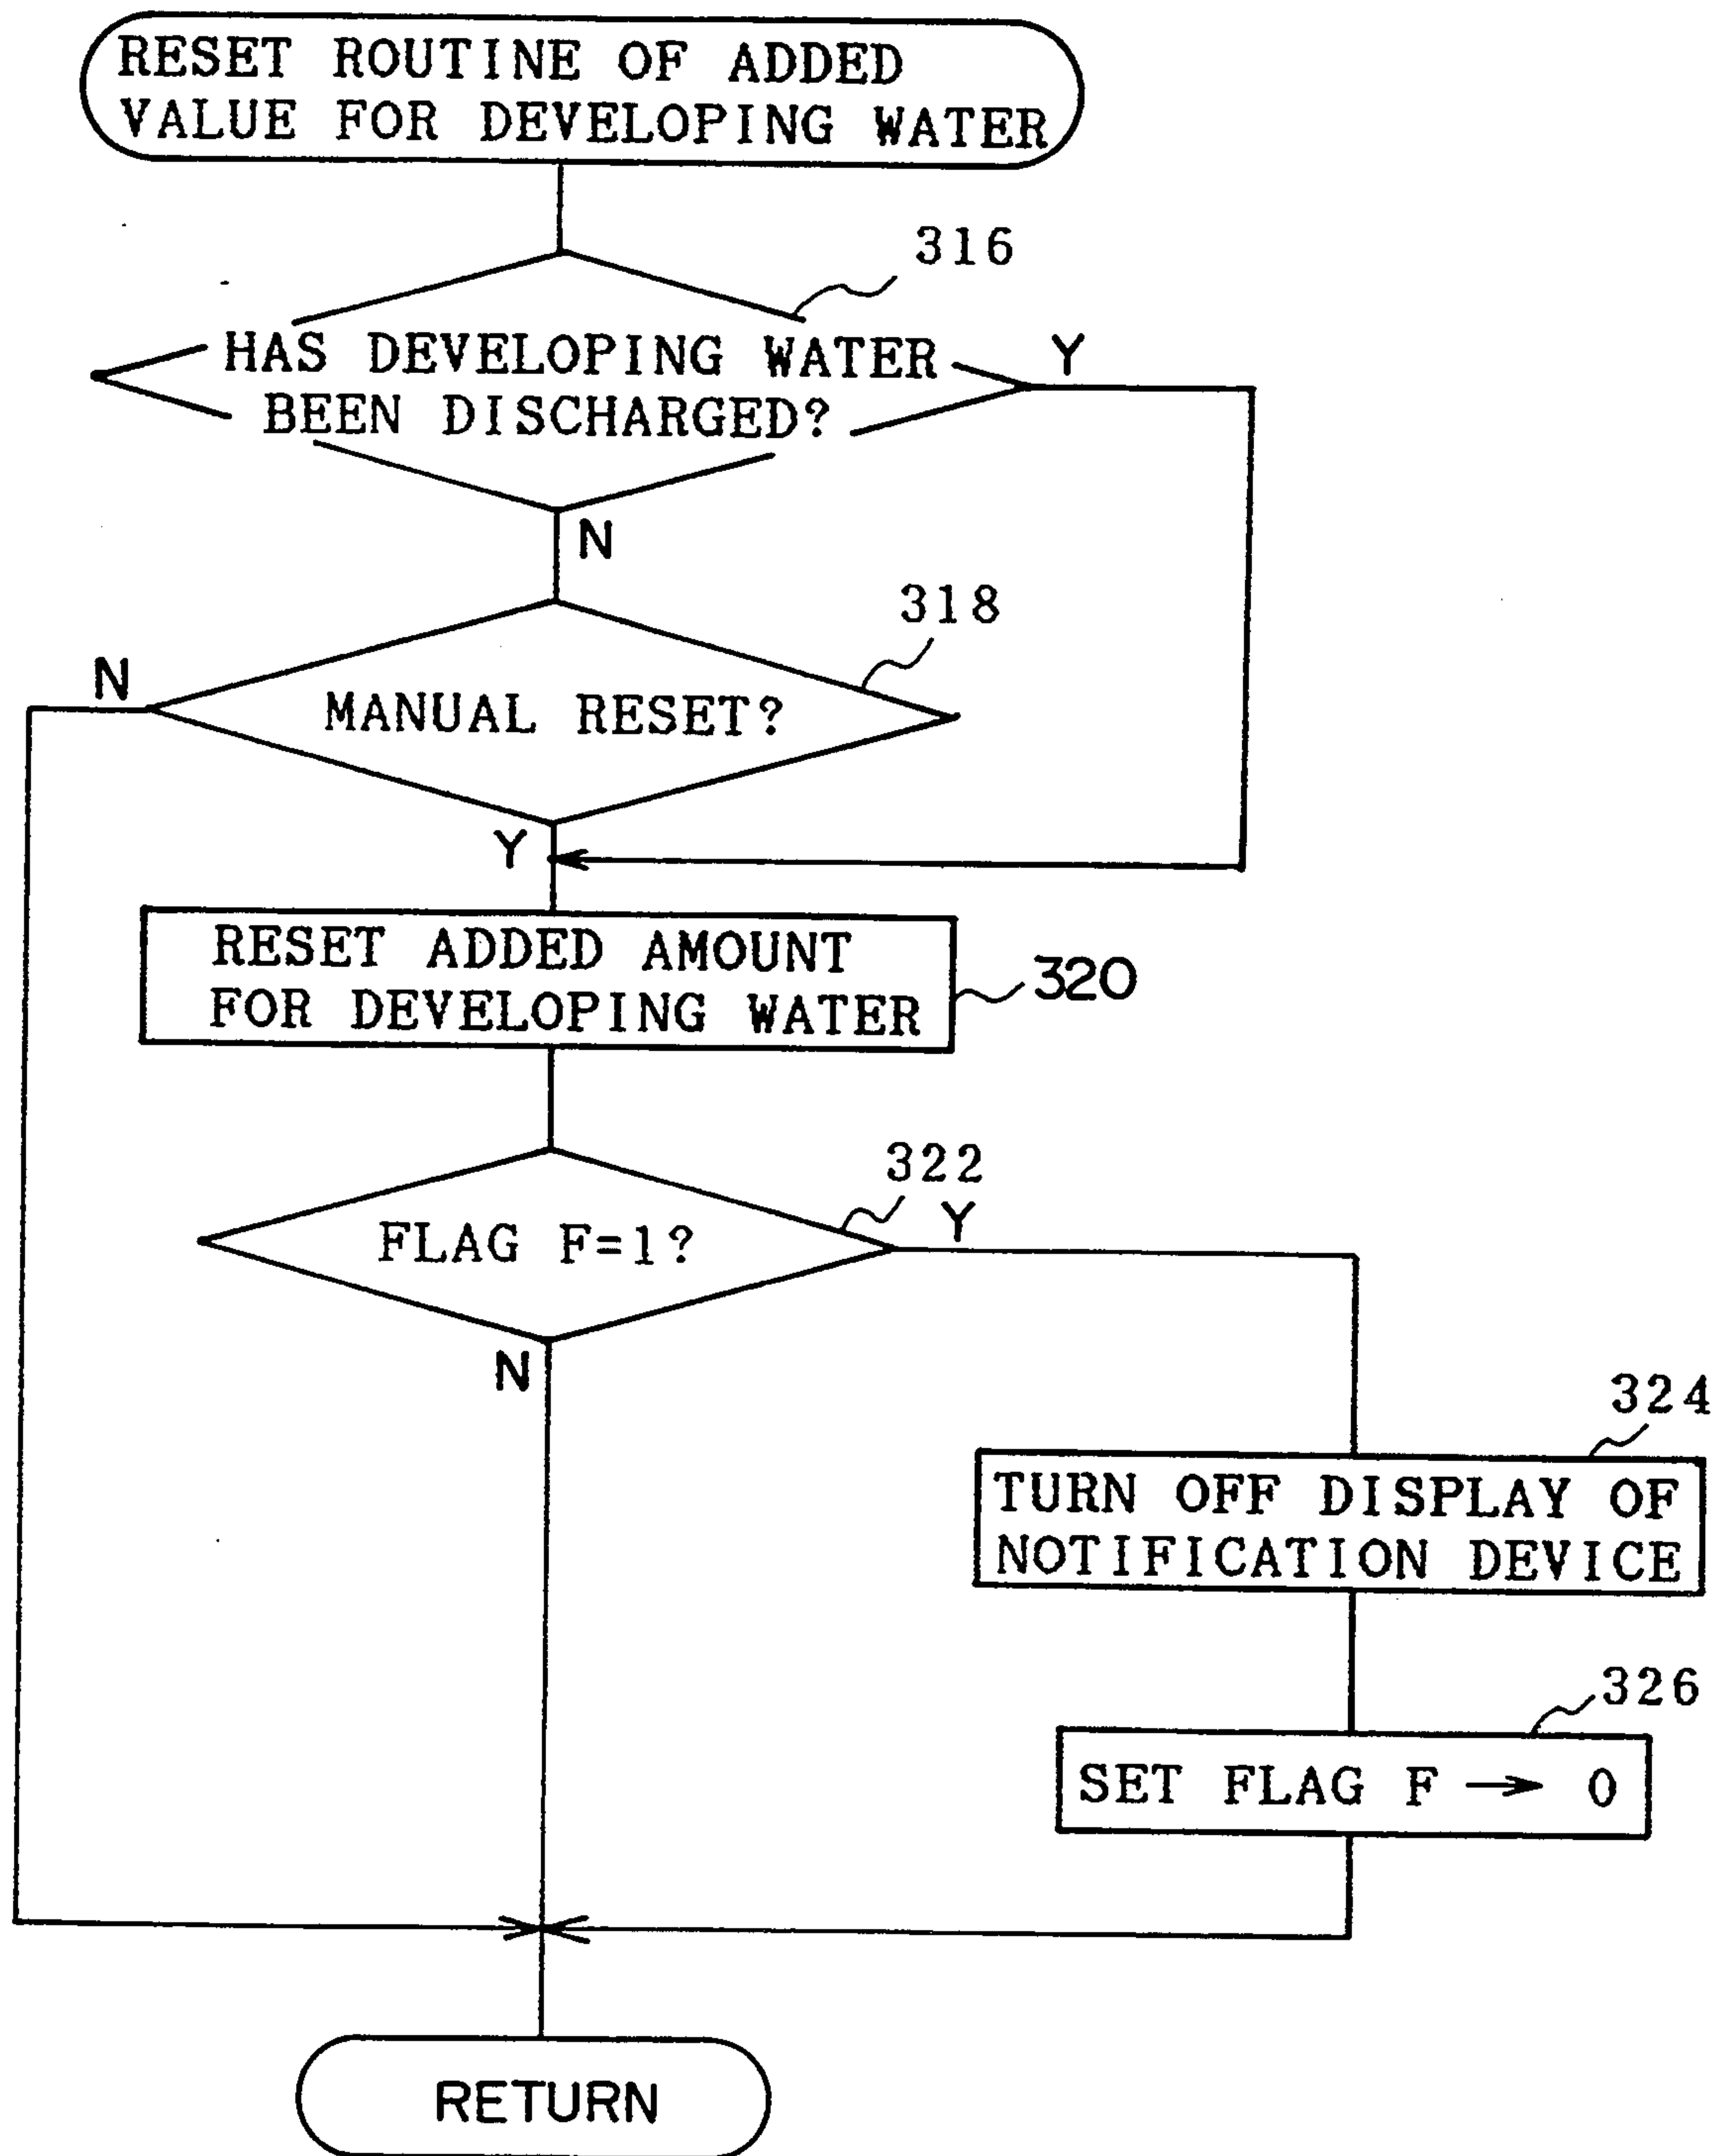 RESET ROUTINE OF ADDED
VALUE FOR DEVELOPING WATER
316
HAS DEVELOPING WATER
BEEN DISCHARGED?
Y
N
318
N
MANUAL RESET?
Y
RESET ADDED AMOUNT
FOR DEVELOPING WATER
320
322
Y
FLAG F=1?
N
324
TURN OFF DISPLAY OF
NOTIFICATION DEVICE
326
SET FLAG F → 0
RETURN